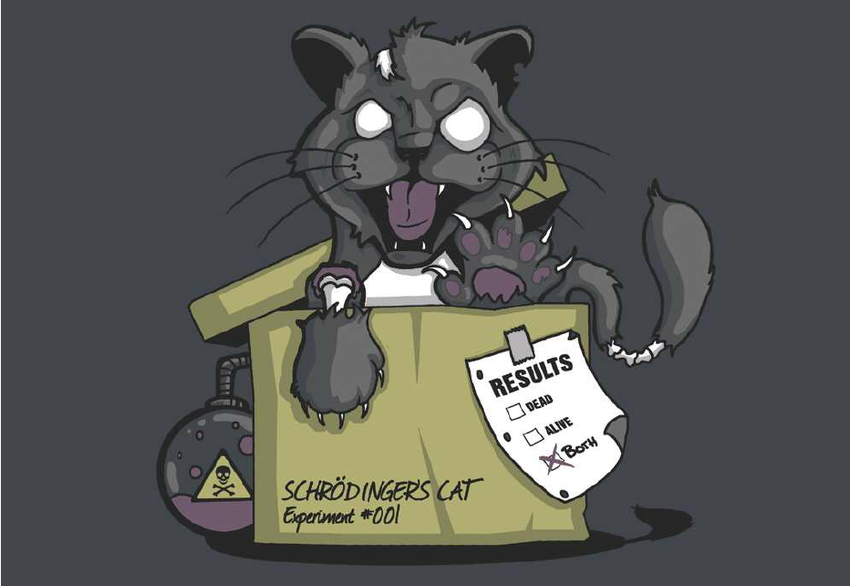 RESULTS
DEAD
ALIVE
BOTH
SCHRÖDINGER'S CAT
Experiment #001